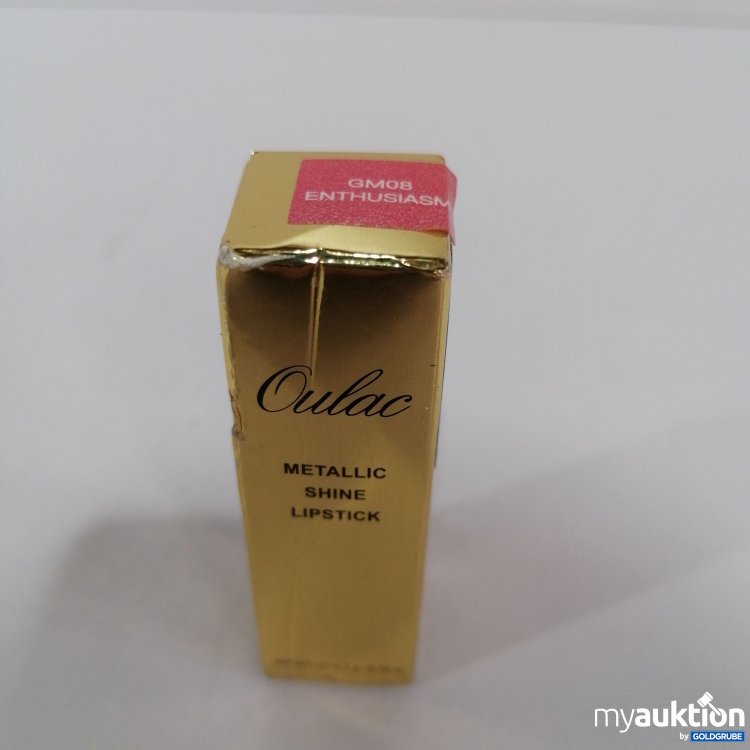 GM08
ENTHUSIASM
Oulac
METALLIC
SHINE
LIPSTICK
myauktion
by GOLDGRUBE